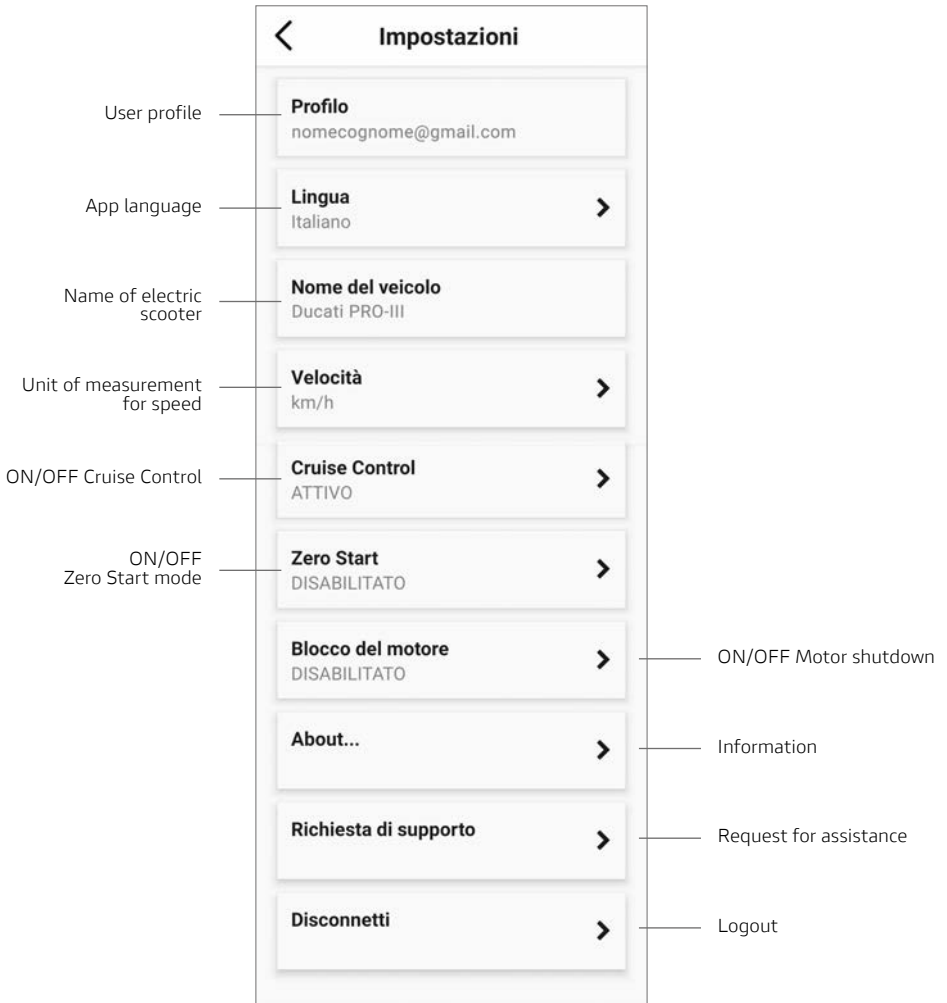 Impostazioni
User profile
Profilo
nomecognome@gmail.com
App language
Lingua
Italiano
Name of electric
scooter
Nome del veicolo
Ducati PRO-III
Unit of measurement
for speed
Velocità
km/h
ON/OFF Cruise Control
Cruise Control
ATTIVO
ON/OFF
Zero Start mode
Zero Start
DISABILITATO
Blocco del motore
DISABILITATO
ON/OFF Motor shutdown
About...
Information
Richiesta di supporto
Request for assistance
Disconnetti
Logout